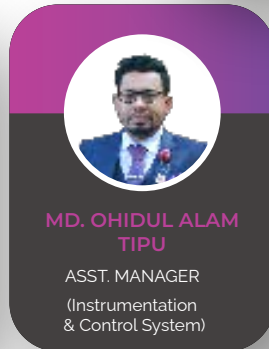 MD. OHIDUL ALAM
TIPU
ASST. MANAGER
(Instrumentation
& Control System)